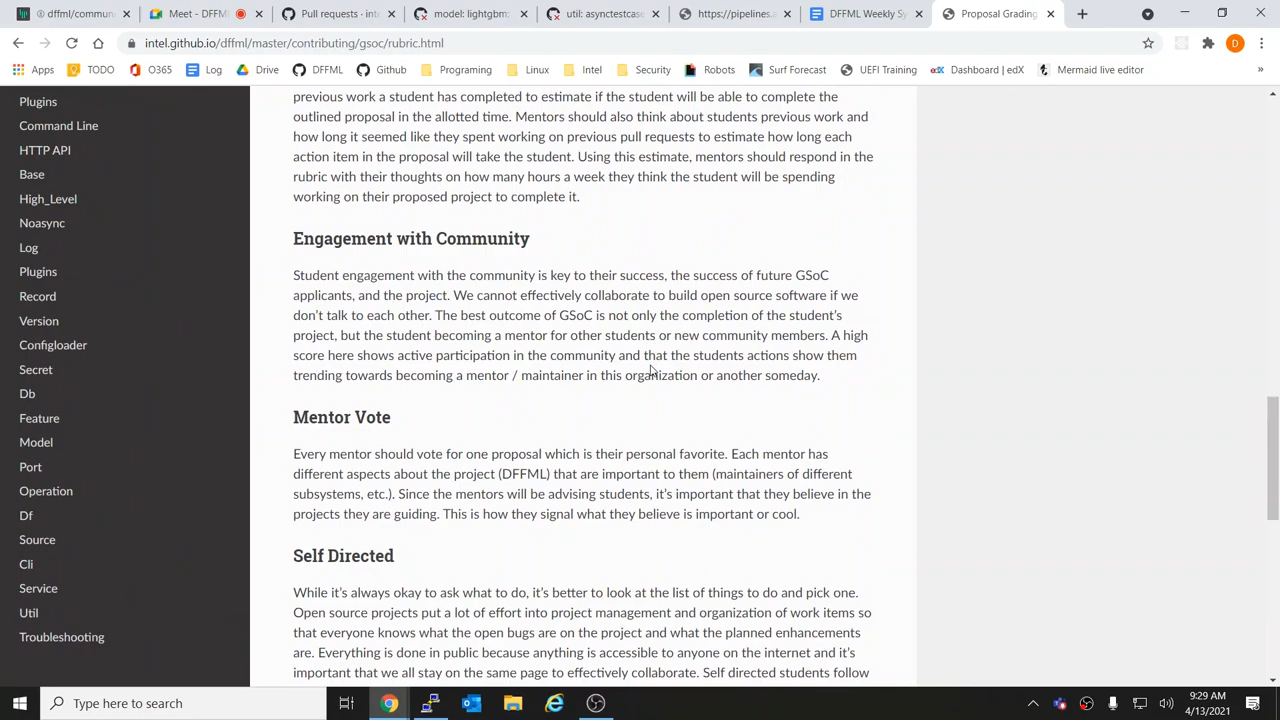 dffml/commun
Meet - DFFM
Pull requests · inte
model: lightgbm:
util: asynctestcase
https://pipelines.a
DFFML Weekly Sy
Proposal Grading
intel.github.io/dffml/master/contributing/gsoc/rubric.html
Apps TODO O365 Log Drive DFFML Github Programing Linux Intel Security Robots Surf Forecast UEFI Training Dashboard | edX Mermaid live editor
Plugins
Command Line
HTTP API
Base
High_Level
Noasync
Log
Plugins
Record
Version
Configloader
Secret
Db
Feature
Model
Port
Operation
Df
Source
Cli
Service
Util
Troubleshooting
previous work a student has completed to estimate if the student will be able to complete the
outlined proposal in the allotted time. Mentors should also think about students previous work and
how long it seemed like they spent working on previous pull requests to estimate how long each
action item in the proposal will take the student. Using this estimate, mentors should respond in the
rubric with their thoughts on how many hours a week they think the student will be spending
working on their proposed project to complete it.
Engagement with Community
Student engagement with the community is key to their success, the success of future GSoC
applicants, and the project. We cannot effectively collaborate to build open source software if we
don't talk to each other. The best outcome of GSoC is not only the completion of the student's
project, but the student becoming a mentor for other students or new community members. A high
score here shows active participation in the community and that the students actions show them
trending towards becoming a mentor / maintainer in this organization or another someday.
Mentor Vote
Every mentor should vote for one proposal which is their personal favorite. Each mentor has
different aspects about the project (DFFML) that are important to them (maintainers of different
subsystems, etc.). Since the mentors will be advising students, it's important that they believe in the
projects they are guiding. This is how they signal what they believe is important or cool.
Self Directed
While it's always okay to ask what to do, it's better to look at the list of things to do and pick one.
Open source projects put a lot of effort into project management and organization of work items so
that everyone knows what the open bugs are on the project and what the planned enhancements
are. Everything is done in public because anything is accessible to anyone on the internet and it's
important that we all stay on the same page to effectively collaborate. Self directed students follow
Type here to search
9:29 AM
4/13/2021